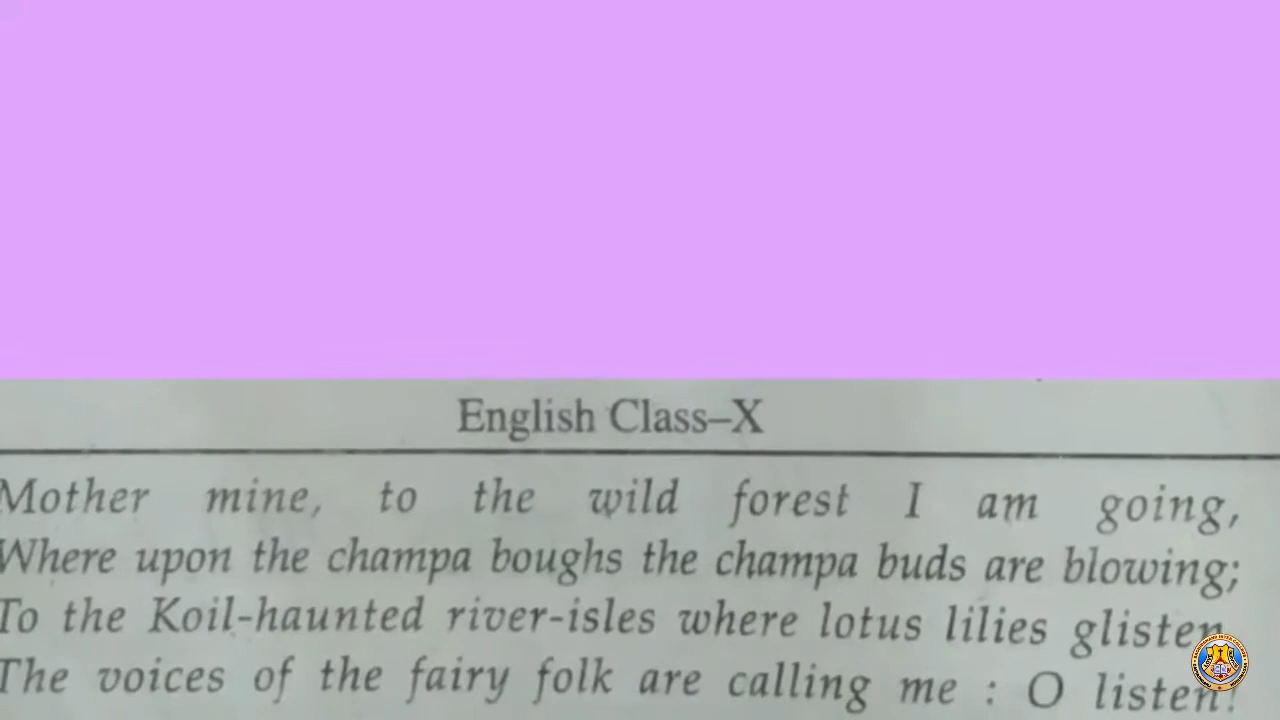 English Class–X
Mother mine, to the wild forest I am going,
Where upon the champa boughs the champa buds are blowing;
To the Koil-haunted river-isles where lotus lilies glisten,
The voices of the fairy folk are calling me : O listen!